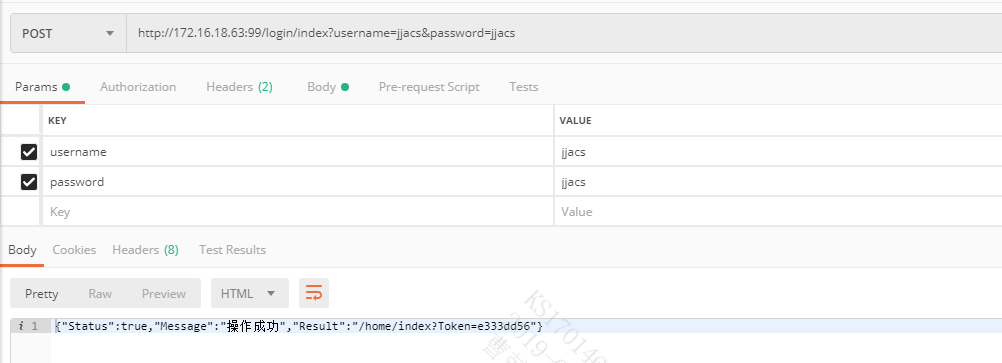 POST http://172.16.18.63:99/login/index?username=jjacs&password=jjacs
Params Authorization Headers (2) Body Pre-request Script Tests
KEY VALUE
username jjacs
password jjacs
Key Value
Body Cookies Headers (8) Test Results
Pretty Raw Preview HTML
i 1 {"Status":true,"Message":"操作成功","Result":"/home/index?Token=e333dd56"}